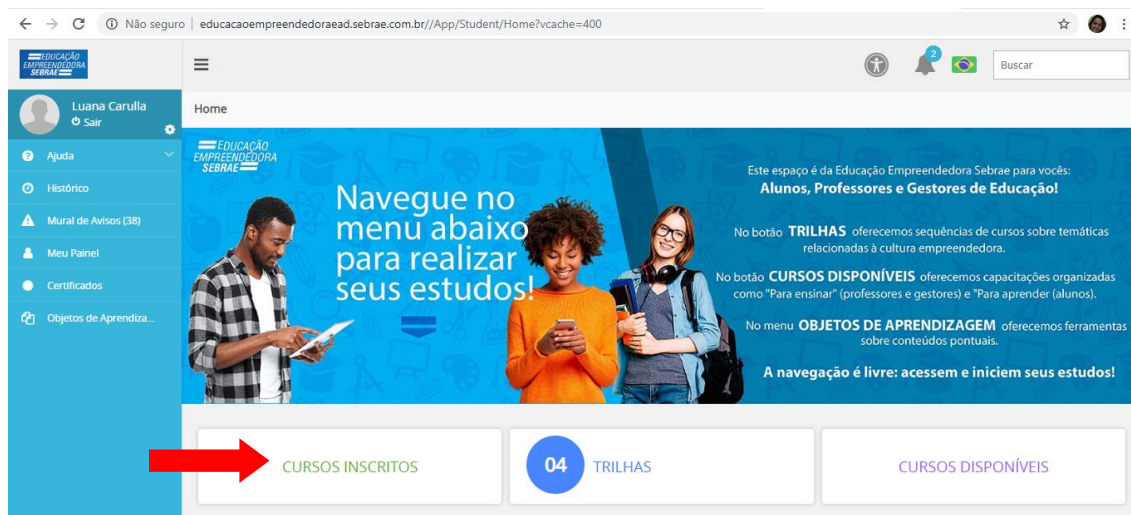 Não seguro | educacaoempreendedoraead.sebrae.com.br//App/Student/Home?vcache=400
EDUCAÇÃO
EMPREENDEDORA
SEBRAE
2
Buscar
Luana Carulla
Sair
Ajuda
Histórico
Mural de Avisos (38)
Meu Painel
Certificados
Objetos de Aprendiza...
Home
EDUCAÇÃO
EMPREENDEDORA
SEBRAE
Navegue no
menu abaixo
para realizar
seus estudos!
Este espaço é da Educação Empreendedora Sebrae para vocês:
Alunos, Professores e Gestores de Educação!
No botão TRILHAS oferecemos sequências de cursos sobre temáticas
relacionadas à cultura empreendedora.
No botão CURSOS DISPONÍVEIS oferecemos capacitações organizadas
como "Para ensinar" (professores e gestores) e "Para aprender (alunos).
No menu OBJETOS DE APRENDIZAGEM oferecemos ferramentas
sobre conteúdos pontuais.
A navegação é livre: acessem e iniciem seus estudos!
CURSOS INSCRITOS
04 TRILHAS
CURSOS DISPONÍVEIS